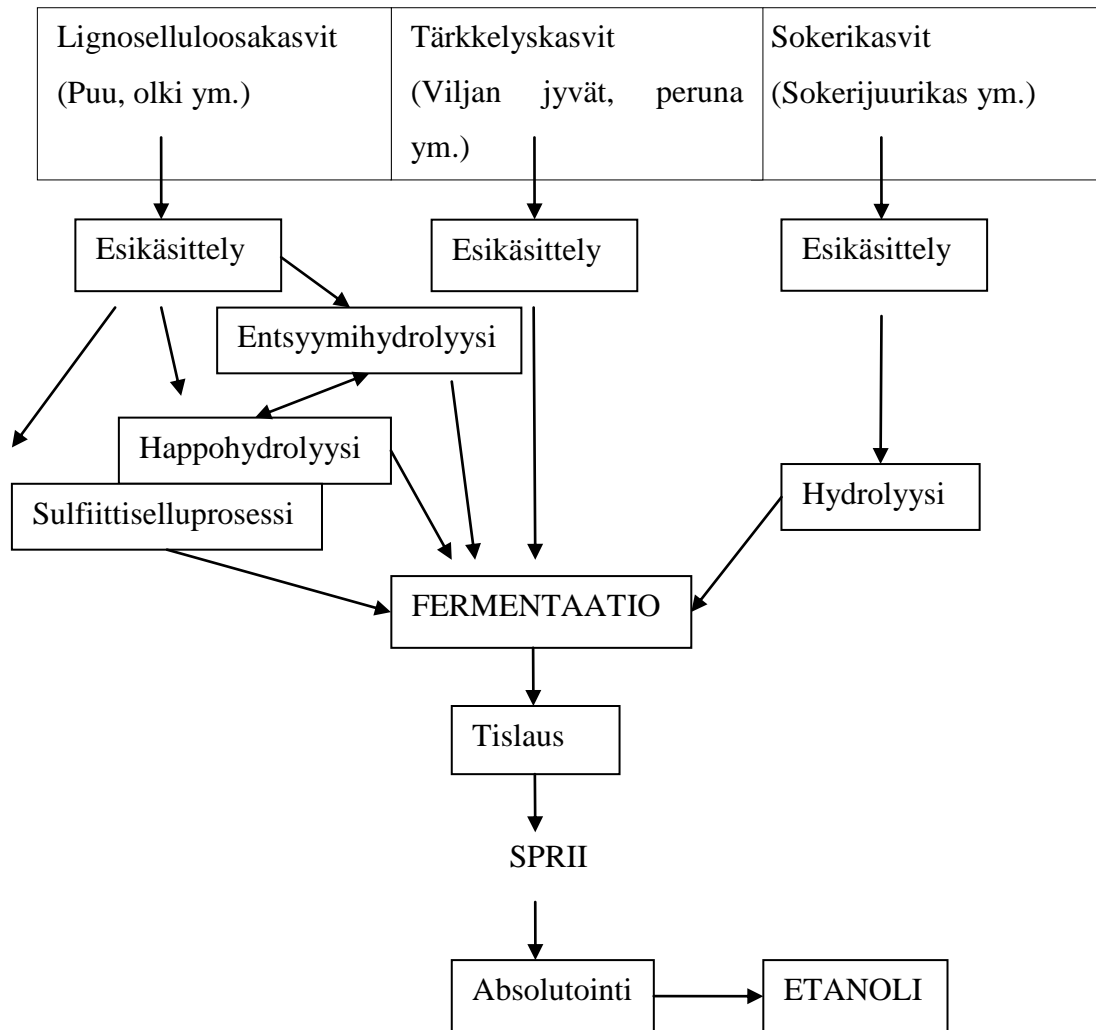 Lignoselluloosakasvit
(Puu, olki ym.)
Tärkkelyskasvit
(Viljan jyvät, peruna
ym.)
Sokerikasvit
(Sokerijuurikas ym.)
Esikäsittely
Esikäsittely
Esikäsittely
Entsyymihydrolyysi
Happohydrolyysi
Sulfiittiselluprosessi
Hydrolyysi
FERMENTAATIO
Tislaus
SPRII
Absolutointi
ETANOLI